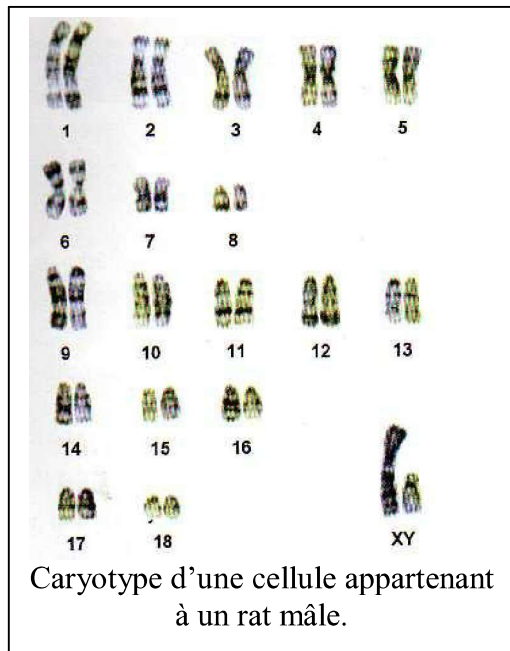 1 2 3 4 5
6 7 8
9 10 11 12 13
14 15 16
17 18 XY
Caryotype d'une cellule appartenant
à un rat mâle.